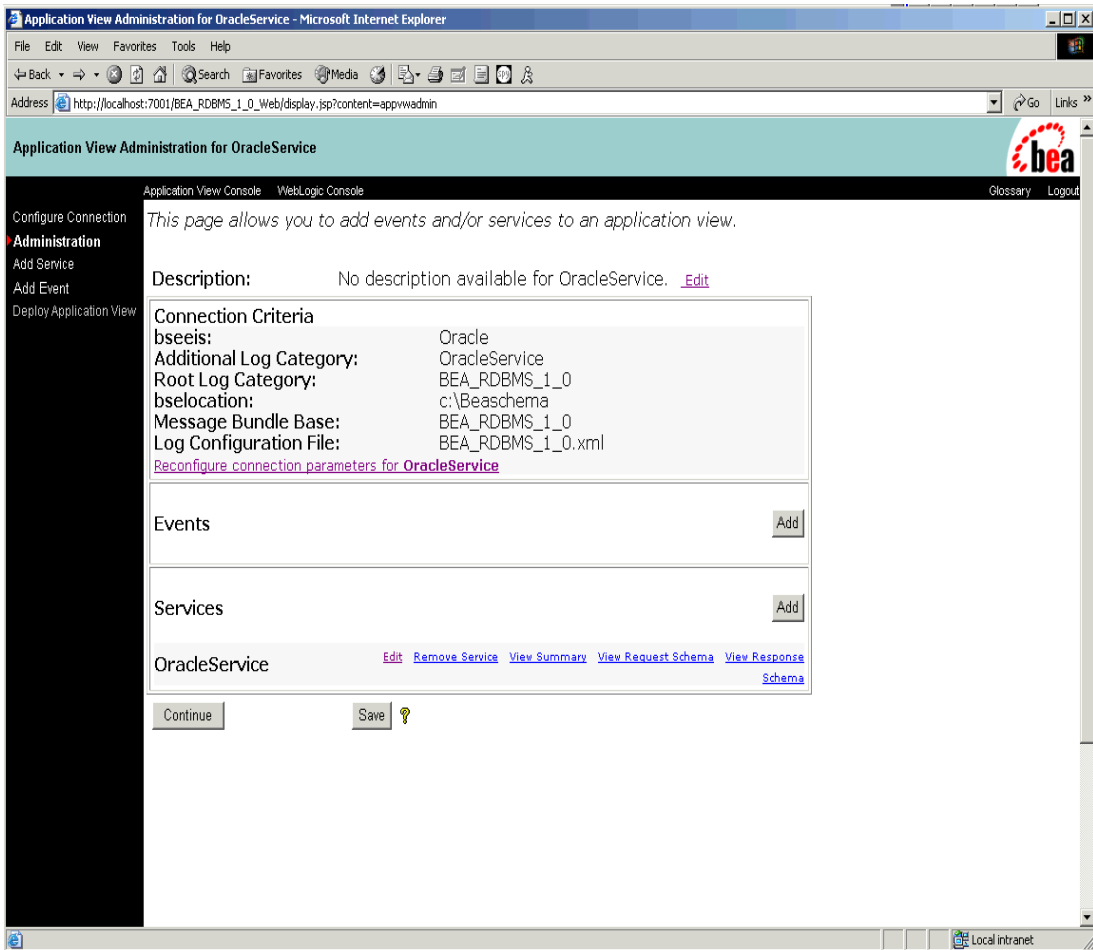 Application View Administration for OracleService - Microsoft Internet Explorer
File Edit View Favorites Tools Help
Back Search Favorites Media
Address http://localhost:7001/BEA_RDBMS_1_0_Web/display.jsp?content=appvwadmin Go Links »
Application View Administration for OracleService
bea
Application View Console WebLogic Console Glossary Logout
Configure Connection
Administration
Add Service
Add Event
Deploy Application View
This page allows you to add events and/or services to an application view.
Description: No description available for OracleService. Edit
Connection Criteria
bseeis: Oracle
Additional Log Category: OracleService
Root Log Category: BEA_RDBMS_1_0
bselocation: c:\Beaschema
Message Bundle Base: BEA_RDBMS_1_0
Log Configuration File: BEA_RDBMS_1_0.xml
Reconfigure connection parameters for OracleService
Events Add
Services Add
OracleService Edit Remove Service View Summary View Request Schema View Response
Schema
Continue Save ?
Local intranet